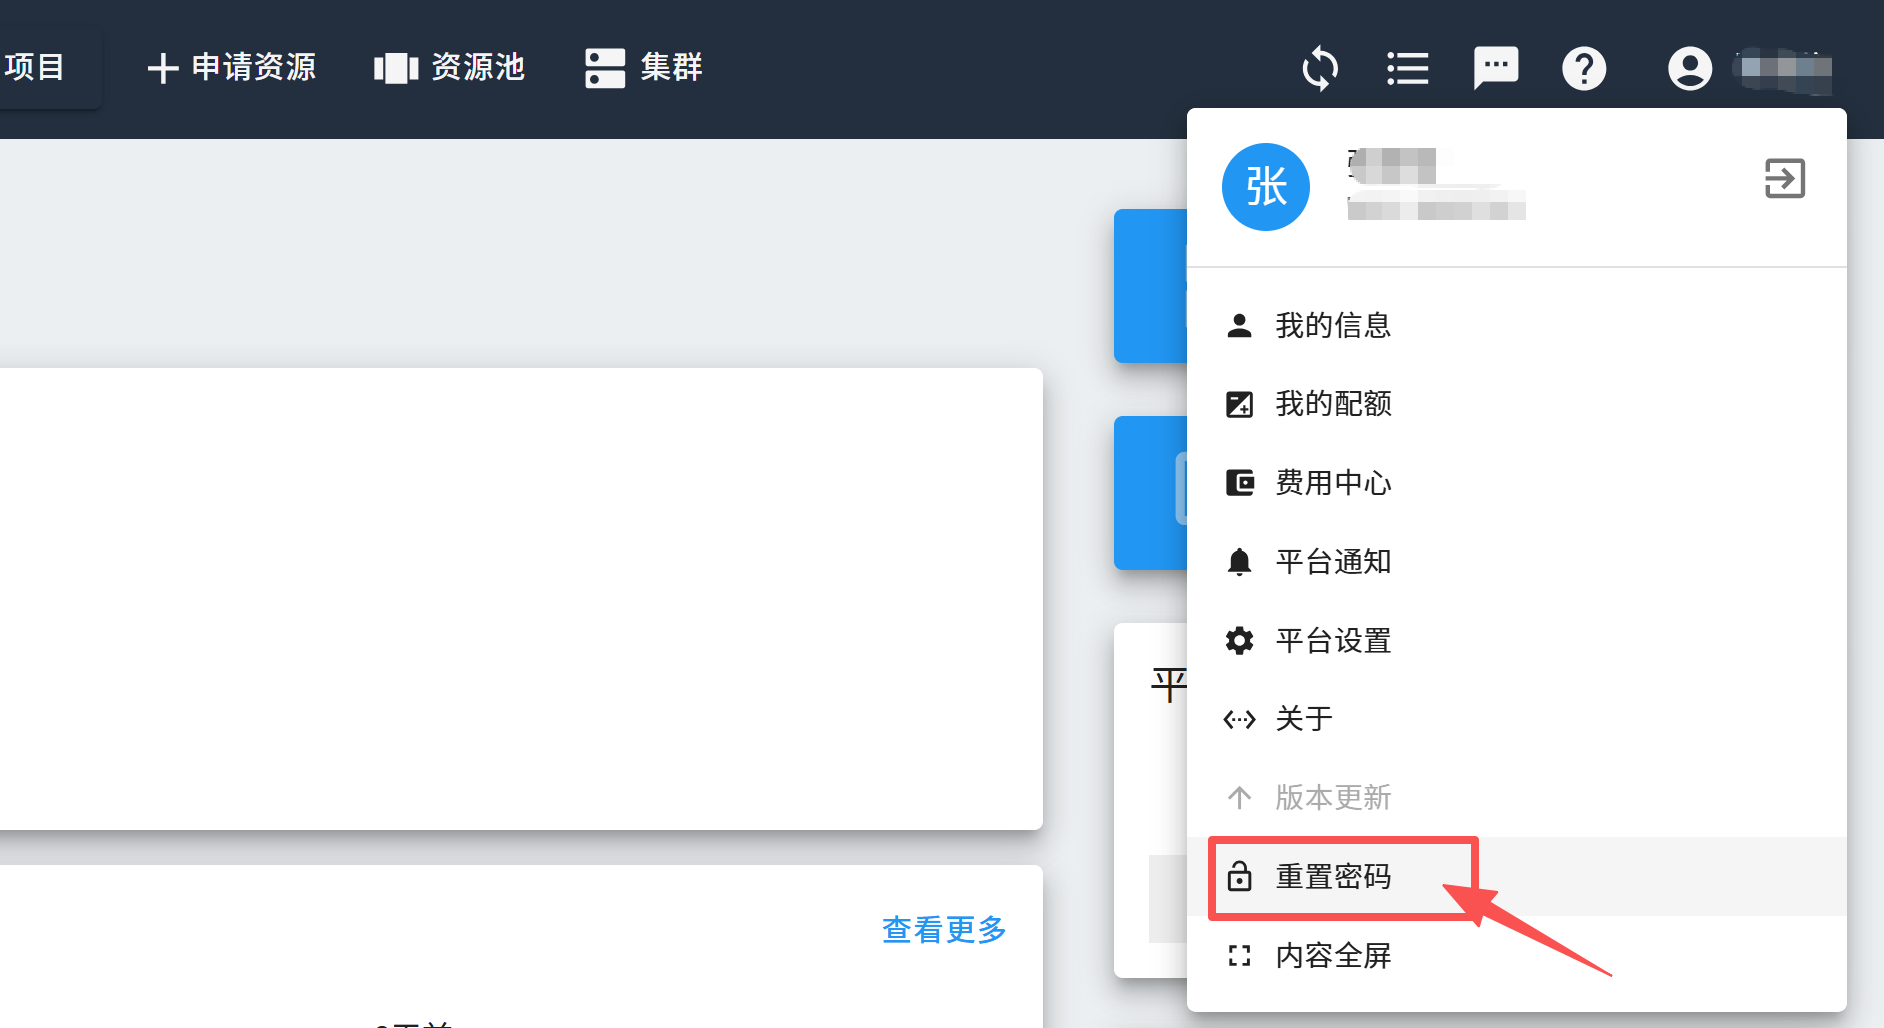 项目 申请资源 资源池 集群
张
我的信息
我的配额
费用中心
平台通知
平台设置
平
关于
版本更新
重置密码
查看更多
内容全屏